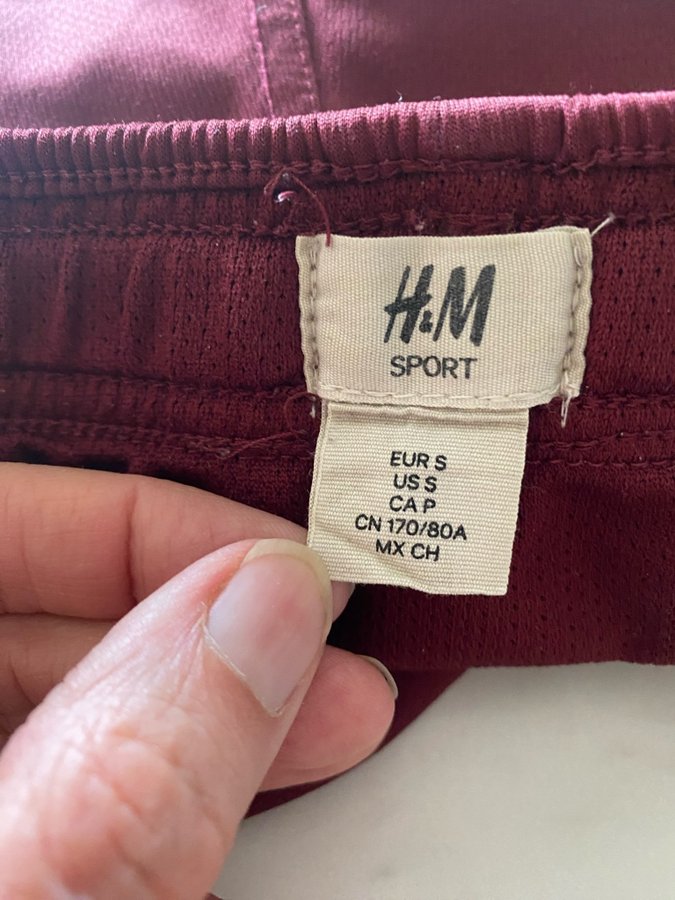 H&M
SPORT
EUR S
US S
CA P
CN 170/80A
MX CH